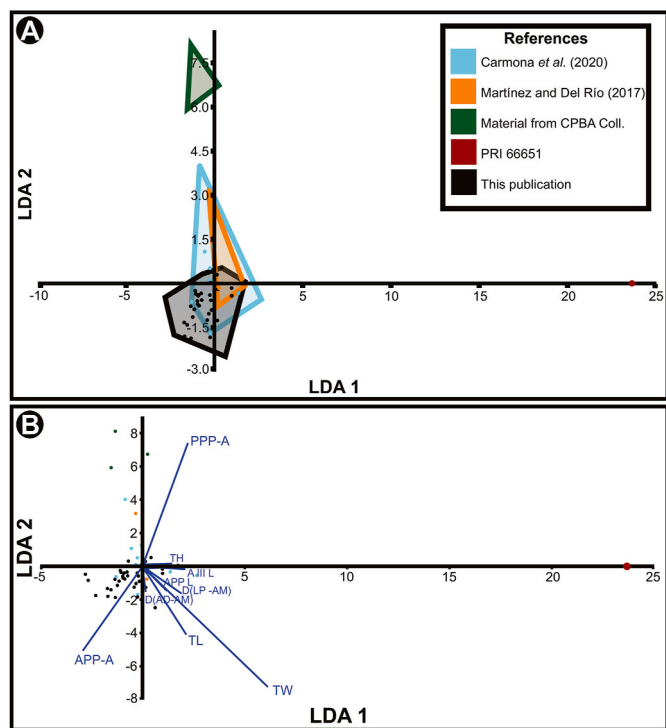 A
References
Carmona et al. (2020)
Martínez and Del Río (2017)
Material from CPBA Coll.
PRI 66651
This publication
LDA 2
7.5
6.0
4.5
3.0
1.5
-1.5
-3.0
-10 -5 5 10 15 20 25
LDA 1
B
LDA 2
8
6
4
2
-2
-4
-6
-8
-5 5 10 15 20 25
PPP-A
TH
A.III L
APP L
D(LP -AM)
D(AD-AM)
TL
APP-A
TW
LDA 1